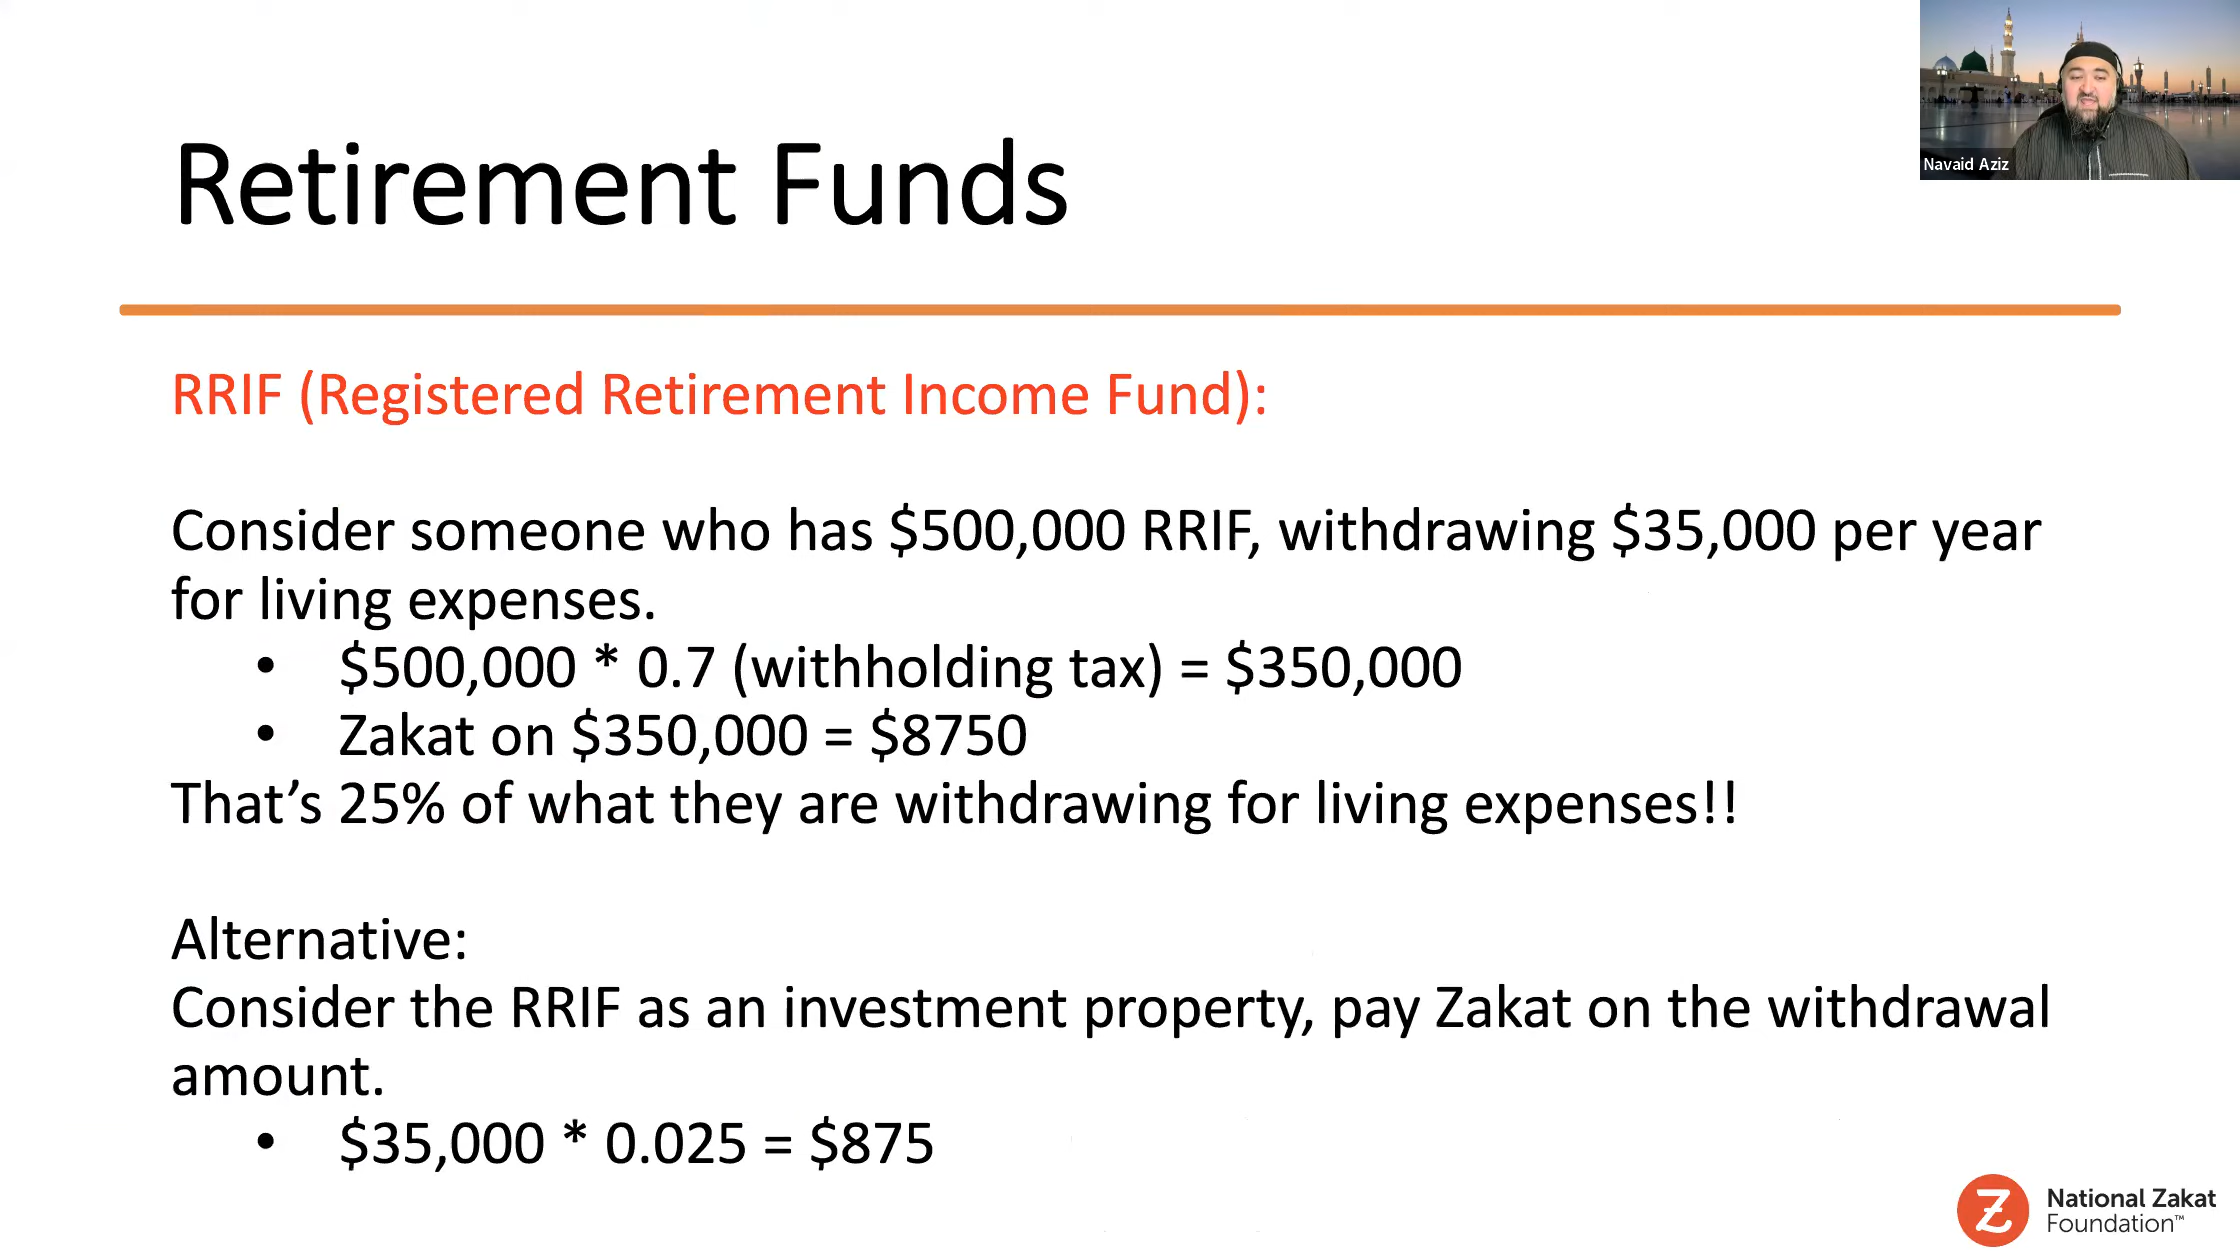 Retirement Funds
Navaid Aziz
RRIF (Registered Retirement Income Fund):
Consider someone who has $500,000 RRIF, withdrawing $35,000 per year
for living expenses.
• $500,000 * 0.7 (withholding tax) = $350,000
• Zakat on $350,000 = $8750
That’s 25% of what they are withdrawing for living expenses!!
Alternative:
Consider the RRIF as an investment property, pay Zakat on the withdrawal
amount.
• $35,000 * 0.025 = $875
National Zakat
Foundation™